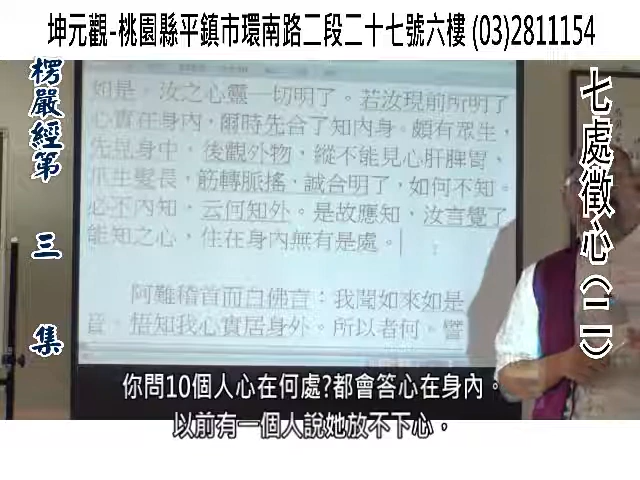 坤元觀-桃園縣平鎮市環南路二段二十七號六樓 (03)2811154
楞嚴經第三集
七處徵心(二)
如是。汝之心靈一切明了。若汝現前所明了
心實在身內，爾時先合了知內身。頗有眾生，
先見身中，後觀外物，縱不能見心肝脾胃，
爪生髮長，筋轉脈搖，誠合明了，如何不知。
必不內知，云何知外。是故應知，汝言覺了
能知之心，住在身內無有是處。
阿難稽首而白佛言：我聞如來如是
音，悟知我心實居身外。所以者何。譬
你問10個人心在何處?都會答心在身內。
以前有一個人說她放不下心，